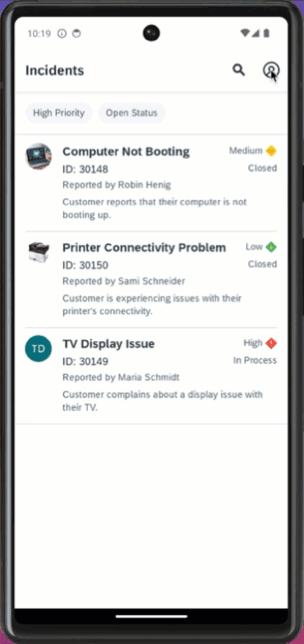 10:19
Incidents
High Priority Open Status
Computer Not Booting Medium
ID: 30148 Closed
Reported by Robin Henig
Customer reports that their computer is not
booting up.
Printer Connectivity Problem Low
ID: 30150 Closed
Reported by Sami Schneider
Customer is experiencing issues with their
printer's connectivity.
TD TV Display Issue High
ID: 30149 In Process
Reported by Maria Schmidt
Customer complains about a display issue with
their TV.